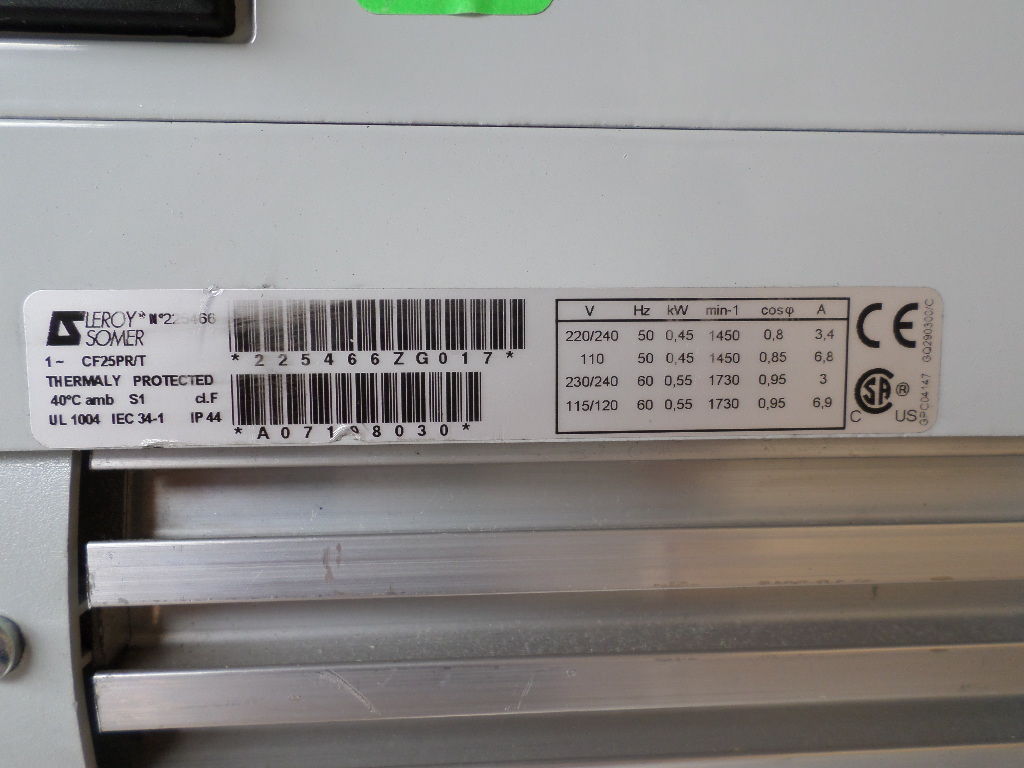 LEROY® N°225466
SOMER
1~ CF25PR/T
THERMALY PROTECTED
40°C amb S1 cl.F
UL 1004 IEC 34-1 IP 44
*225466ZG017*
*A07198030*
V Hz kW min-1 cosφ A
220/240 50 0,45 1450 0,8 3,4
110 50 0,45 1450 0,85 6,8
230/240 60 0,55 1730 0,95 3
115/120 60 0,55 1730 0,95 6,9
CE
SA ®
C US
GPC04147 GQ290300/C